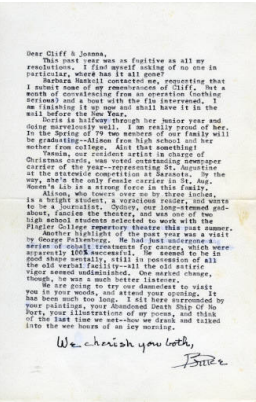 Dear Cliff & Joanna,
This past year was as fugitive as all my
resolutions. I find myself asking of no one in
particular, where has it all gone?
Barbara Haskell contacted me, requesting that
I submit some of my remembrances of Cliff. But a
month of convalescing from an operation (nothing
serious) and a bout with the flu intervened. I
am finishing it up now and shall have it in the
mail before the New Year.
Doris is halfway through her junior year and
doing marvelously well. I am really proud of her.
In the Spring of 79 two members of our family will
be graduating--Alison from high school and her
mother from college. Aint that something!
Yassin, our resident artist in charge of
Christmas cards, was voted outstanding newspaper
carrier of the year--representing St. Augustine
at the statewide competition at Sarasota. By the
way, she's the only female carrier in St. Aug.
Women's Lib is a strong force in this family.
Alison, who towers over me by three inches,
is a bright student, a voracious reader, and wants
to be a journalist. Sydney, our long-stemmed gad-
about, fancies the theater, and was one of two
high school students selected to work with the
Flagler College repertory theatre this past summer.
Another highlight of the past year was a visit
by George Falkenberg. He had just undergone a
series of cobalt treatments for cancer, which were
apparently 100% successful. He seemed to be in
good shape mentally, still in possession of all
the old verbal facility--all the old satiric
vigor seemed undiminished. One marked change,
though, he was a much better listener.
We are going to try our damnedest to visit
you in your woods, and attend your opening. It
has been much too long. I sit here surrounded by
your paintings, your Abandoned Death Ship Of No
Port, your illustrations of my poems, and think
of the last time we met--how we drank and talked
into the wee hours of an icy morning.
We cherish you both,